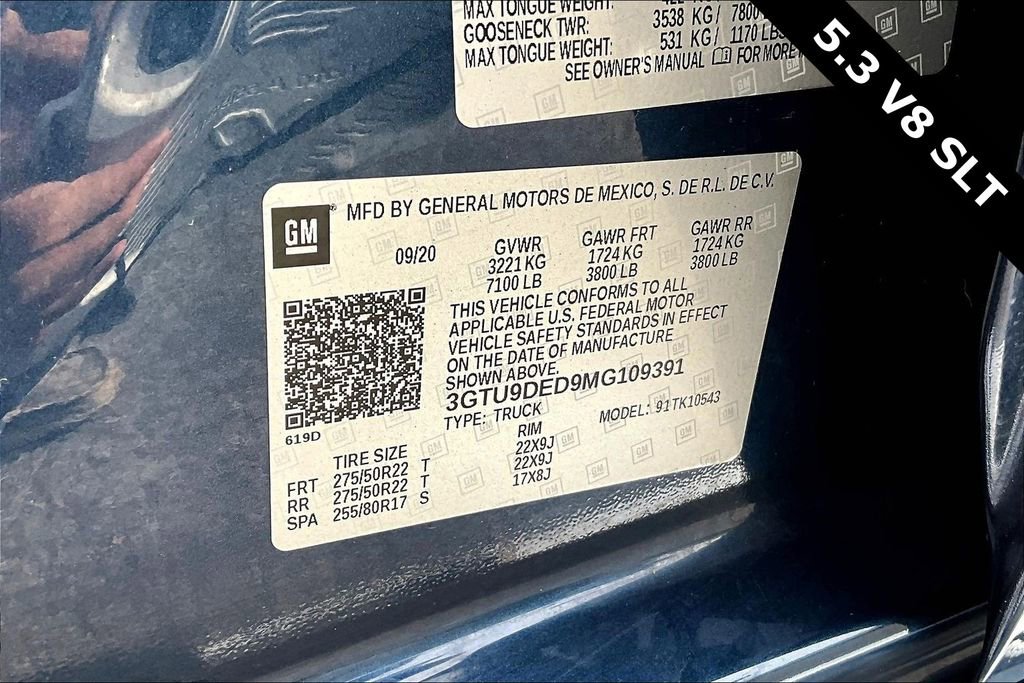 MAX TONGUE WEIGHT:
GOOSENECK TWR: 3538 KG/ 7800
MAX TONGUE WEIGHT: 531 KG/ 1170 LBS
SEE OWNER'S MANUAL FOR MORE
5.3 V8 SLT
GM
MFD BY GENERAL MOTORS DE MEXICO, S. DE R.L. DE C.V.
09/20 GVWR GAWR FRT GAWR RR
3221 KG 1724 KG 1724 KG
7100 LB 3800 LB 3800 LB
THIS VEHICLE CONFORMS TO ALL
APPLICABLE U.S. FEDERAL MOTOR
VEHICLE SAFETY STANDARDS IN EFFECT
ON THE DATE OF MANUFACTURE
SHOWN ABOVE.
3GTU9DED9MG109391
TYPE: TRUCK MODEL: 91TK10543
619D
TIRE SIZE RIM
FRT 275/50R22 T 22X9J
RR 275/50R22 T 22X9J
SPA 255/80R17 S 17X8J